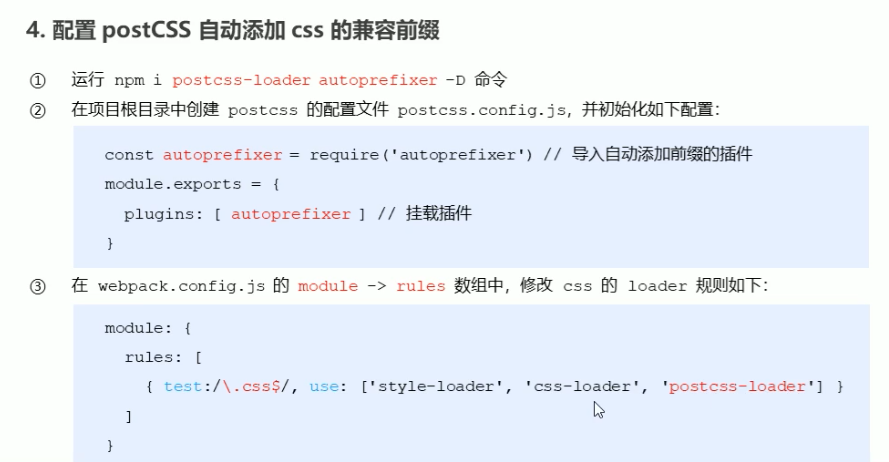 4. 配置 postCSS 自动添加 css 的兼容前缀
① 运行 npm i postcss-loader autoprefixer -D 命令
② 在项目根目录中创建 postcss 的配置文件 postcss.config.js，并初始化如下配置：
const autoprefixer = require('autoprefixer') // 导入自动添加前缀的插件
module.exports = {
plugins: [ autoprefixer ] // 挂载插件
}
③ 在 webpack.config.js 的 module -> rules 数组中，修改 css 的 loader 规则如下：
module: {
rules: [
{ test:/\.css$/, use: ['style-loader', 'css-loader', 'postcss-loader'] }
]
}